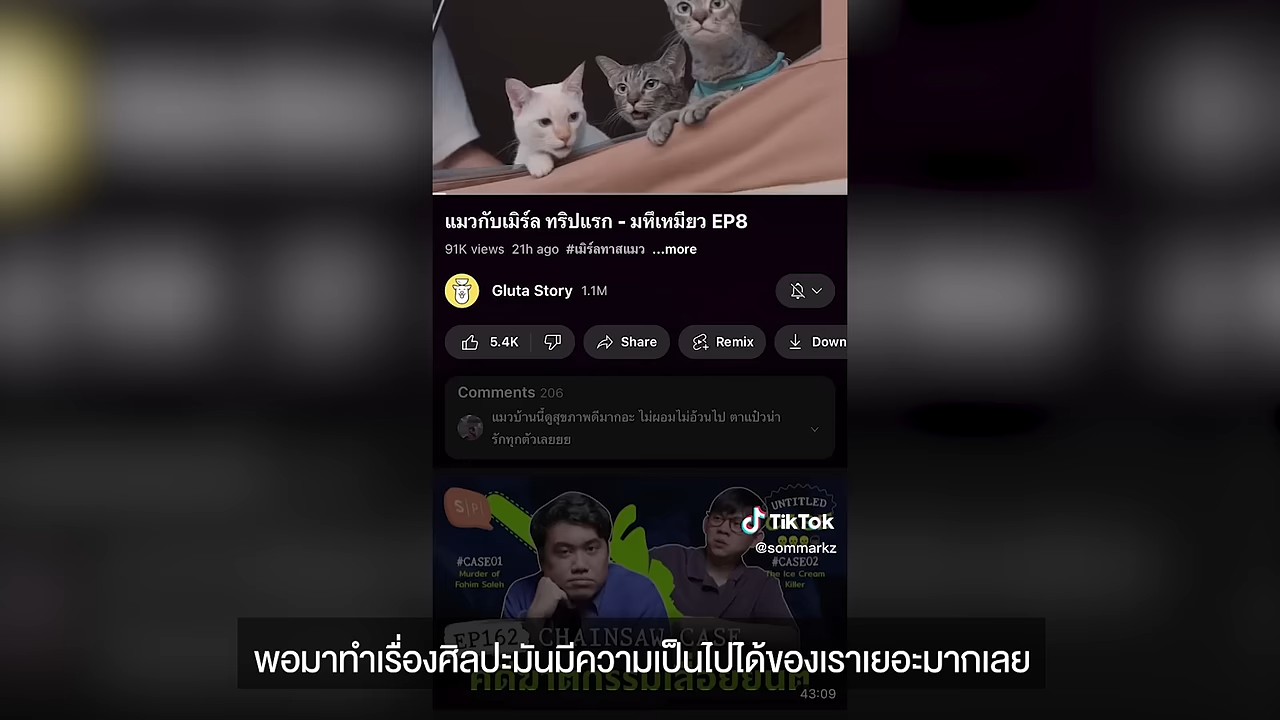 แมวกับเมิร์ล ทริปแรก - มหึเหมียว EP8
91K views 21h ago #เมิร์ลทาสแมว ...more
Gluta Story 1.1M
5.4K Share Remix Down
Comments 206
แมวบ้านนี้ดูสุขภาพดีมากอะ ไม่ผอมไม่อ้วนไป ตาแป๋วน่า
รักทุกตัวเลยยย
S|P|
UNTITLED
TikTok
@sommarkz
#CASE01
Murder of
Fahim Saleh
#CASE02
The Ice Cream
Killer
EP162 CHAINSAW CASE
พอมาทำเรื่องศิลปะมันมีความเป็นไปได้ของเราเยอะมากเลย
43:09